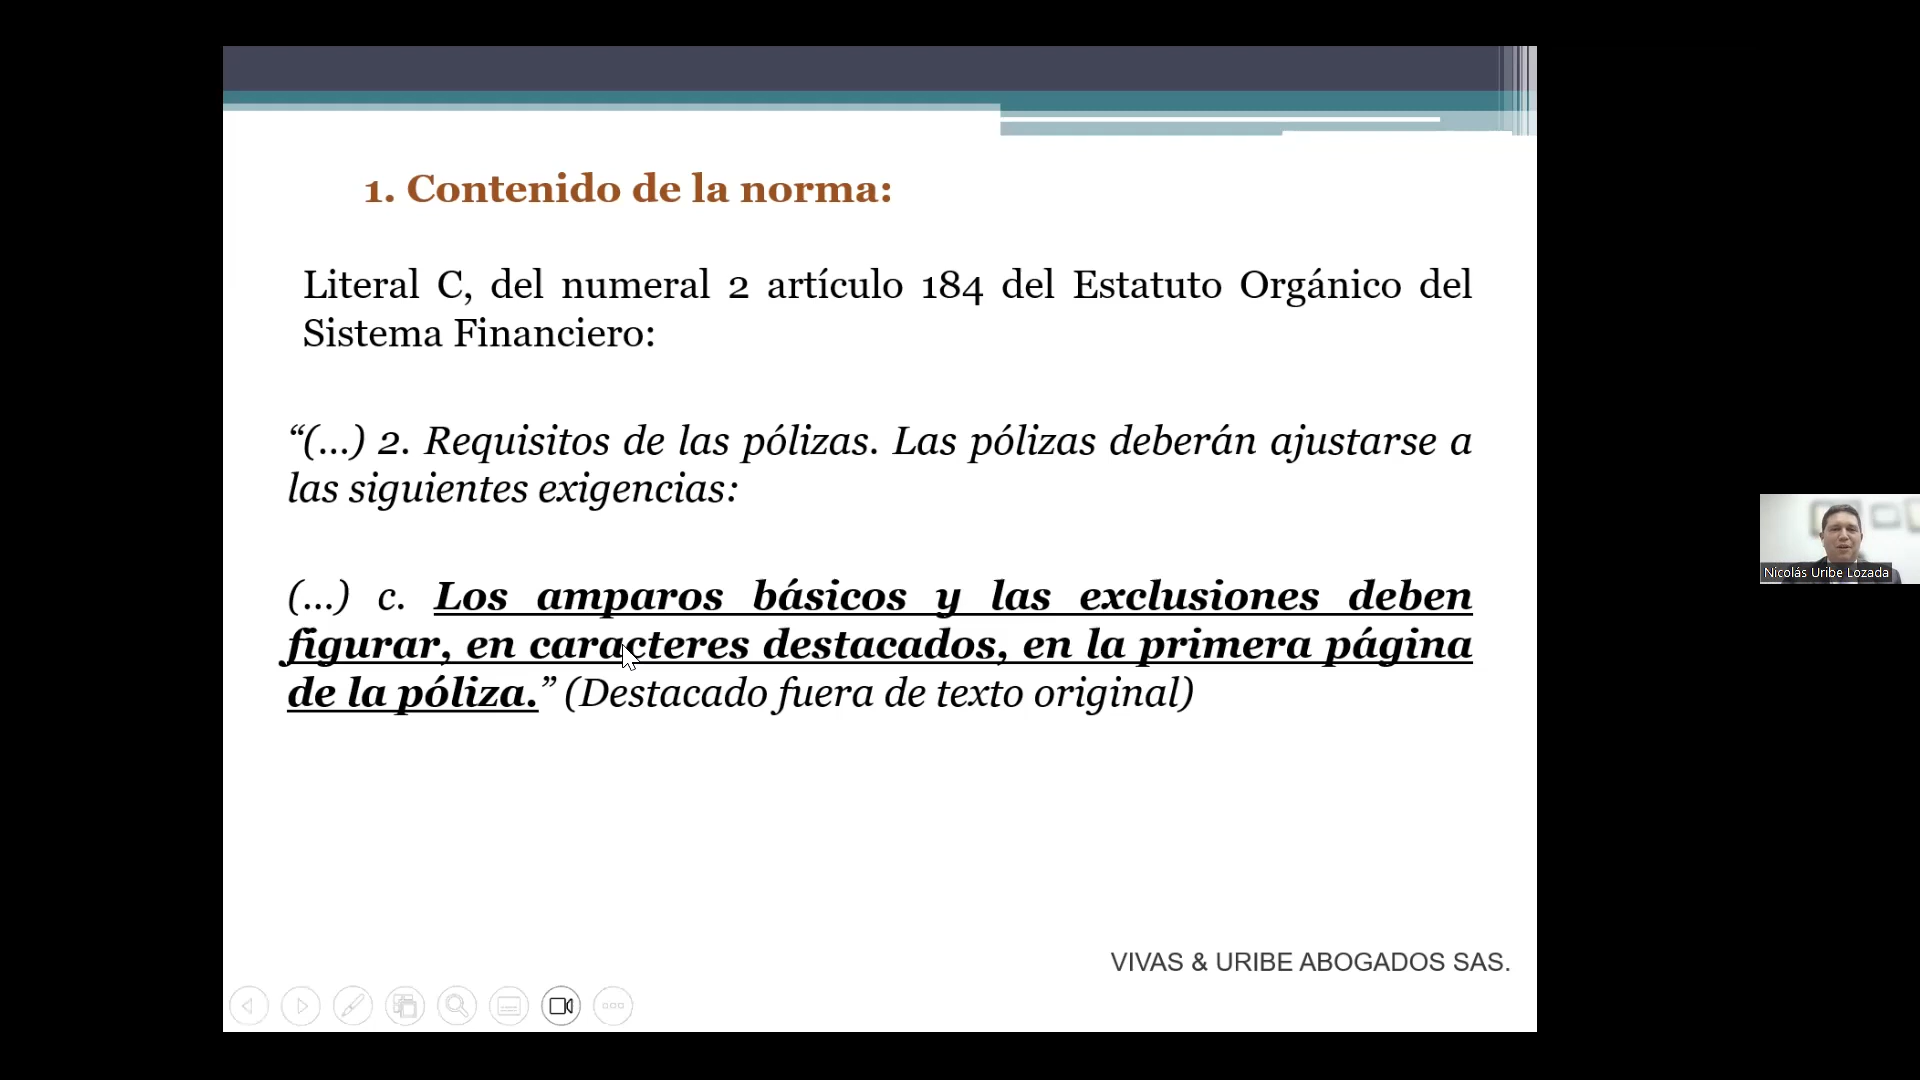 1. Contenido de la norma:
Literal C, del numeral 2 artículo 184 del Estatuto Orgánico del
Sistema Financiero:
“(…) 2. Requisitos de las pólizas. Las pólizas deberán ajustarse a
las siguientes exigencias:
(…) c. Los amparos básicos y las exclusiones deben
figurar, en caracteres destacados, en la primera página
de la póliza.” (Destacado fuera de texto original)
Nicolás Uribe Lozada
VIVAS & URIBE ABOGADOS SAS.